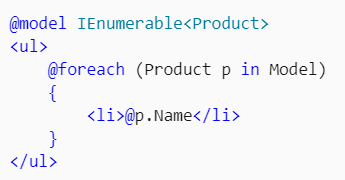 @model IEnumerable<Product>
<ul>
    @foreach (Product p in Model)
    {
        <li>@p.Name</li>
    }
</ul>